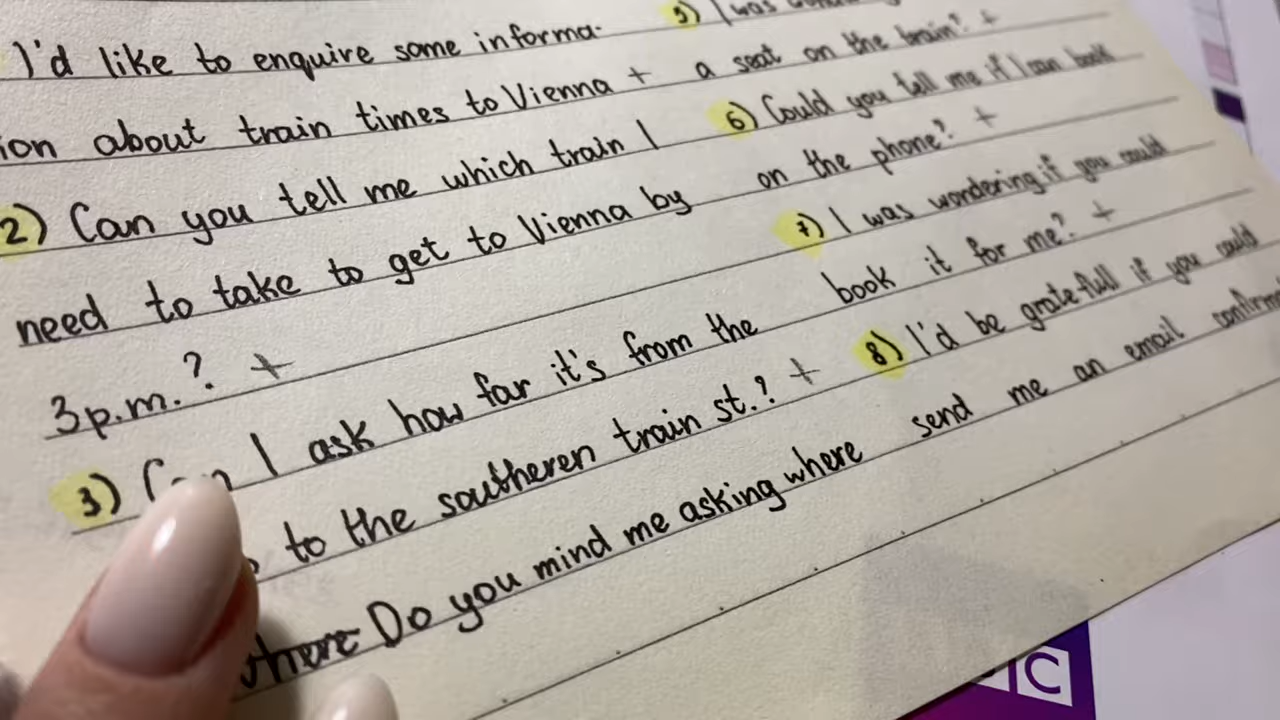 I'd like to enquire some informa-
ion about train times to Vienna +
2) Can you tell me which train I
need to take to get to Vienna by
3p.m.? +
3) Can I ask how far it's from the
to the southeren train st.? +
Do you mind me asking where
5) I was
a seat on the train? +
6) Could you tell me if I can book
on the phone? +
7) I was wondering if you could
book it for me? +
8) I'd be gratefull if you could
send me an email confirm
C